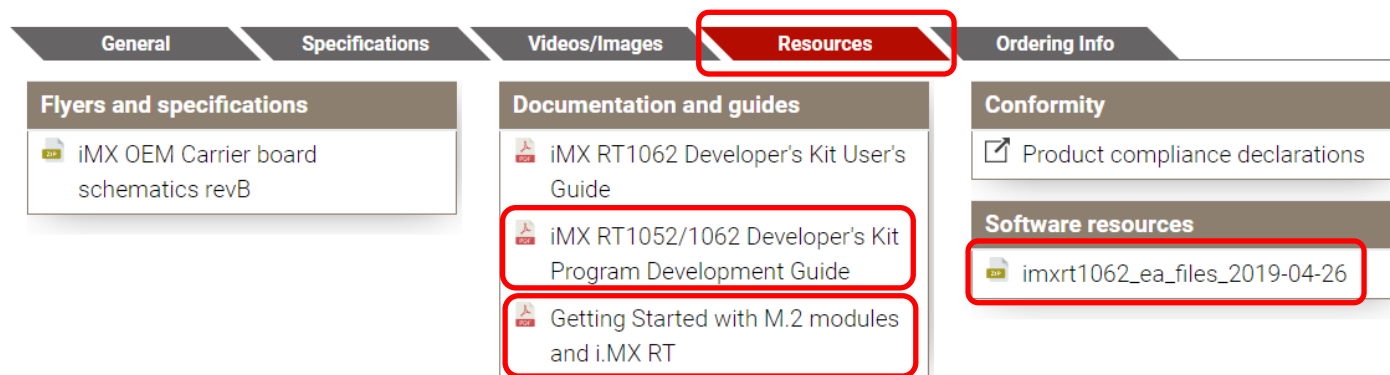 General
Specifications
Videos/Images
Resources
Ordering Info
Flyers and specifications
iMX OEM Carrier board
schematics revB
Documentation and guides
iMX RT1062 Developer's Kit User's
Guide
iMX RT1052/1062 Developer's Kit
Program Development Guide
Getting Started with M.2 modules
and i.MX RT
Conformity
Product compliance declarations
Software resources
imxrt1062_ea_files_2019-04-26